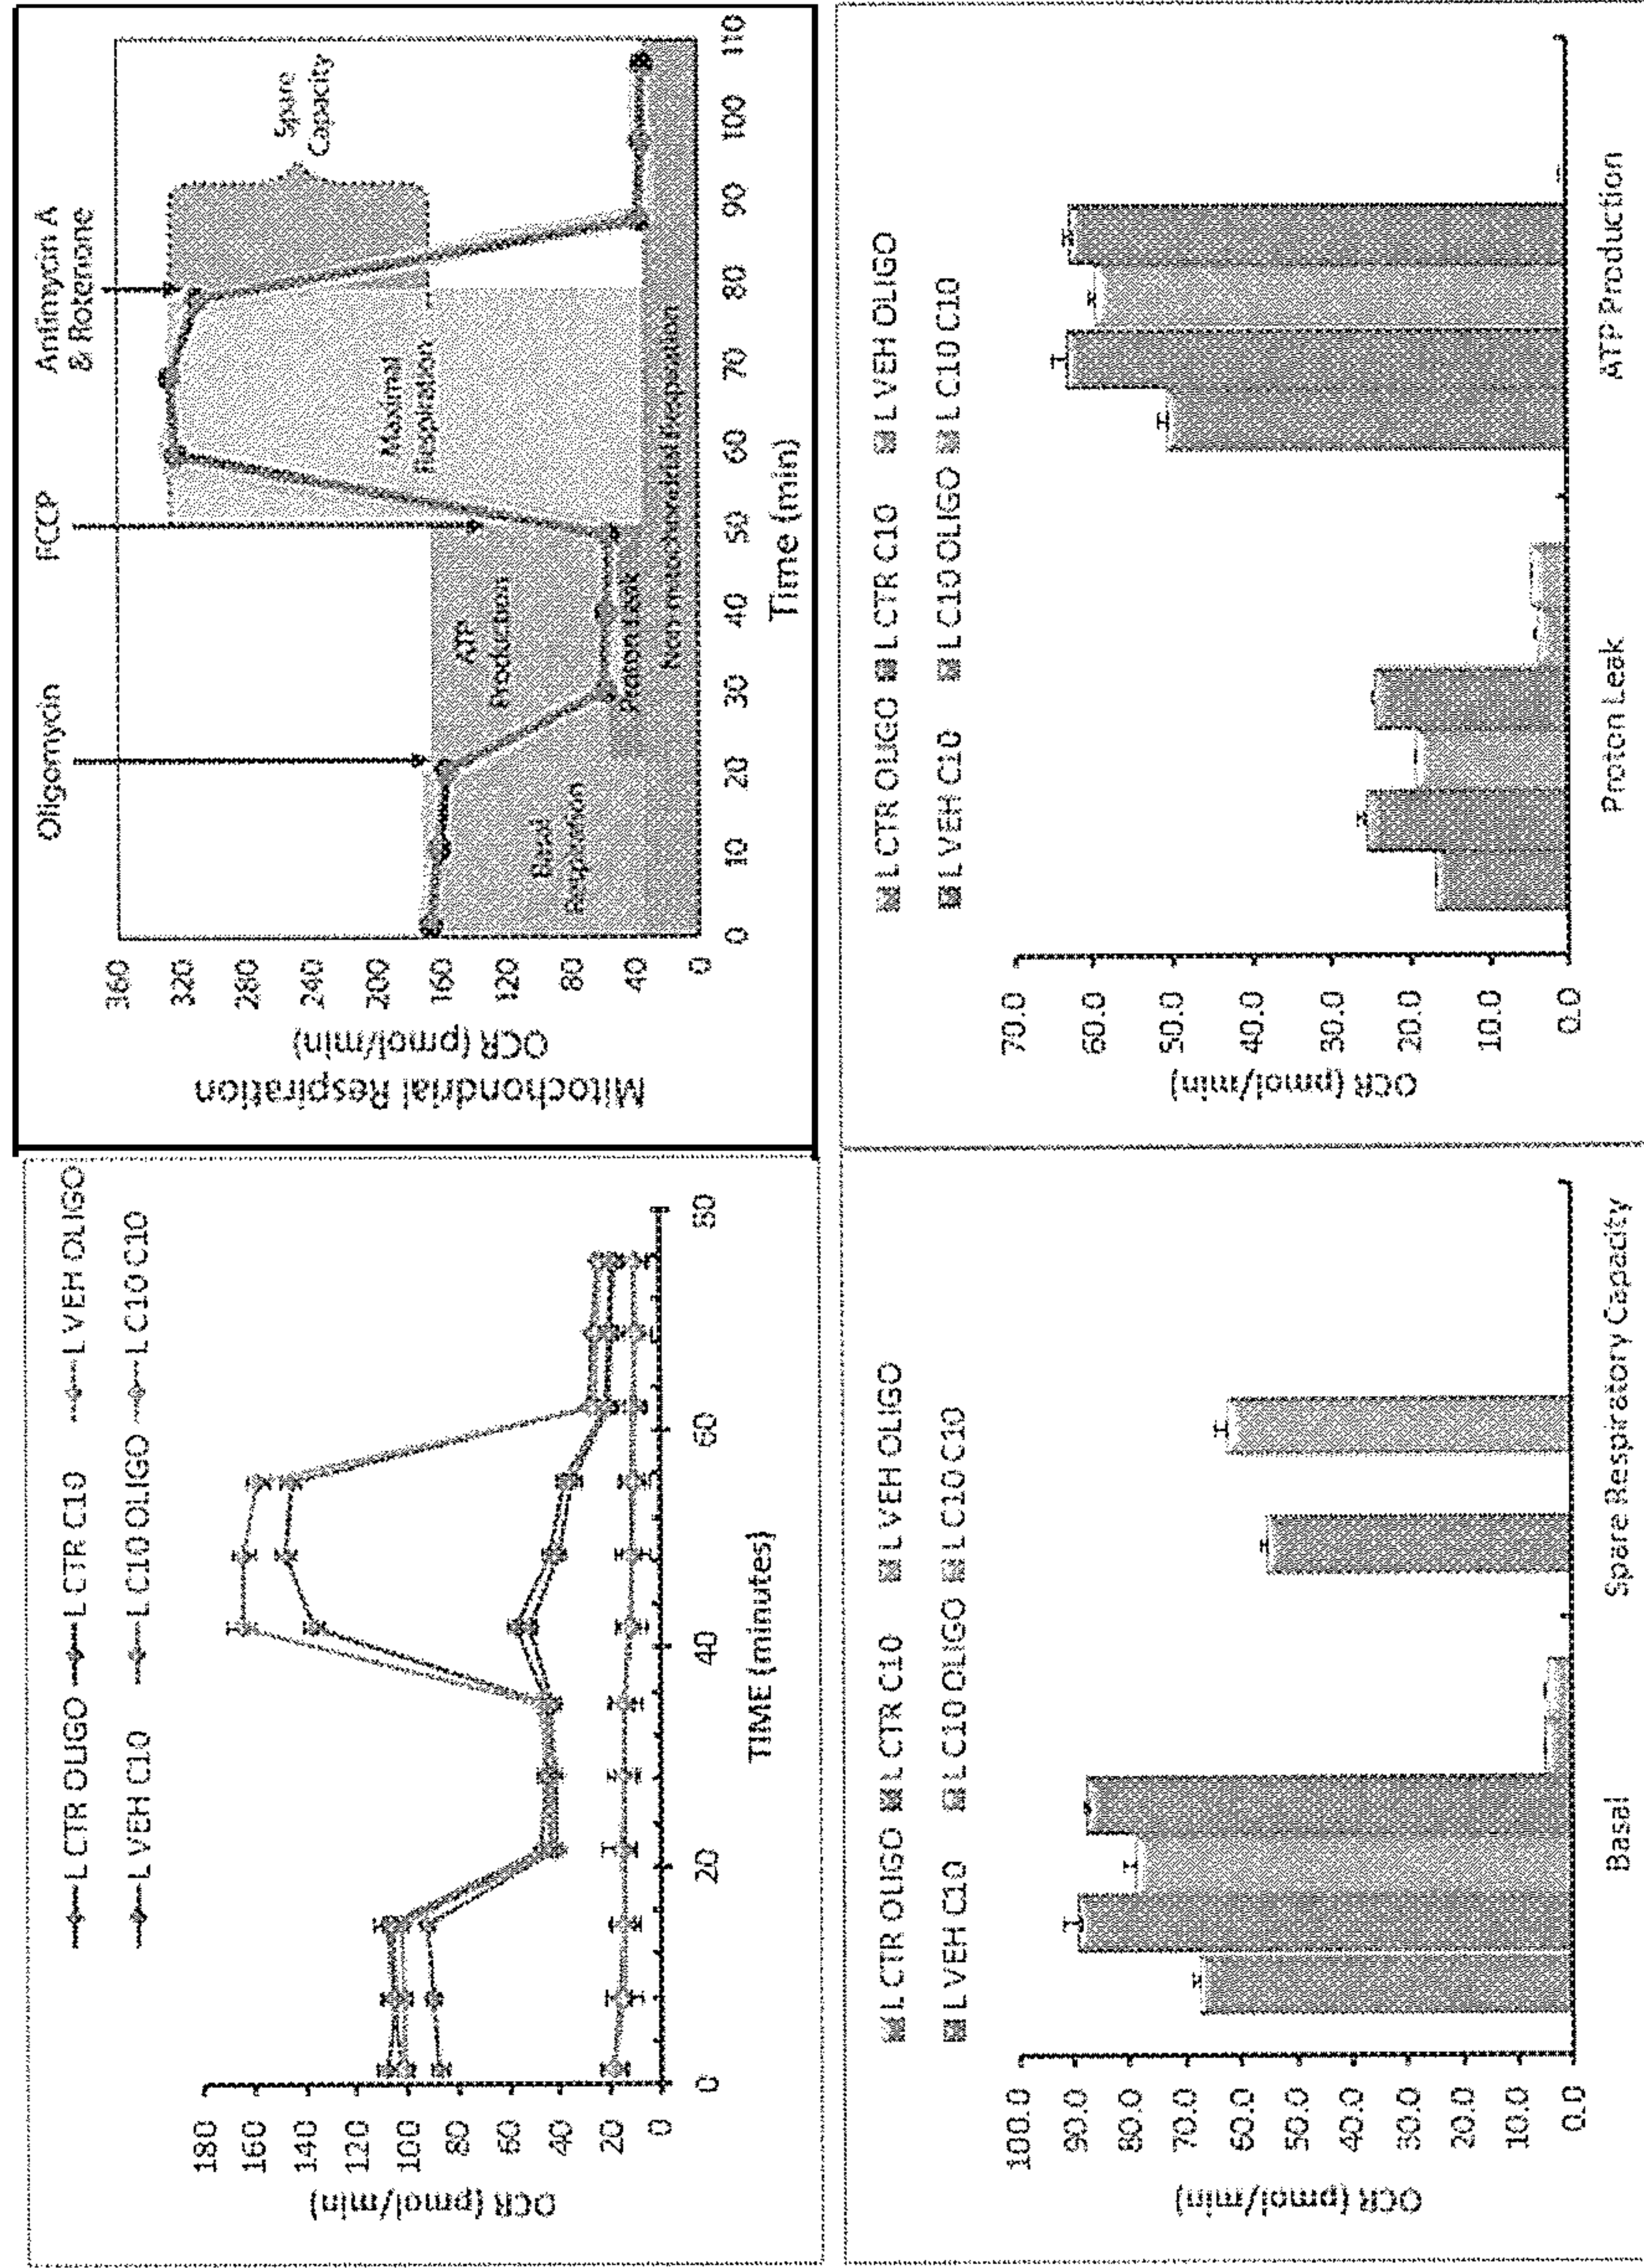 L CTR OLIGO L CTR C10 L VEH OLIGO
L VEH C10 L C10 OLIGO L C10 C10
OCR (pmol/min)
180
160
140
120
100
80
60
40
20
0
0 20 40 60 80
TIME (minutes)
Oligomycin FCCP Antimycin A
& Rotenone
Mitochondrial Respiration
OCR (pmol/min)
360
320
280
240
200
160
120
80
40
0
Spare
Capacity
Maximal
Respiration
ATP
Production
Basal
Respiration
Proton Leak
Non-mitochondrial Respiration
0 10 20 30 40 50 60 70 80 90 100 110
Time (min)
L CTR OLIGO L CTR C10 L VEH OLIGO
L VEH C10 L C10 OLIGO L C10 C10
OCR (pmol/min)
100.0
90.0
80.0
70.0
60.0
50.0
40.0
30.0
20.0
10.0
0.0
Basal Spare Respiratory Capacity
L CTR OLIGO L CTR C10 L VEH OLIGO
L VEH C10 L C10 OLIGO L C10 C10
OCR (pmol/min)
70.0
60.0
50.0
40.0
30.0
20.0
10.0
0.0
Proton Leak ATP Production